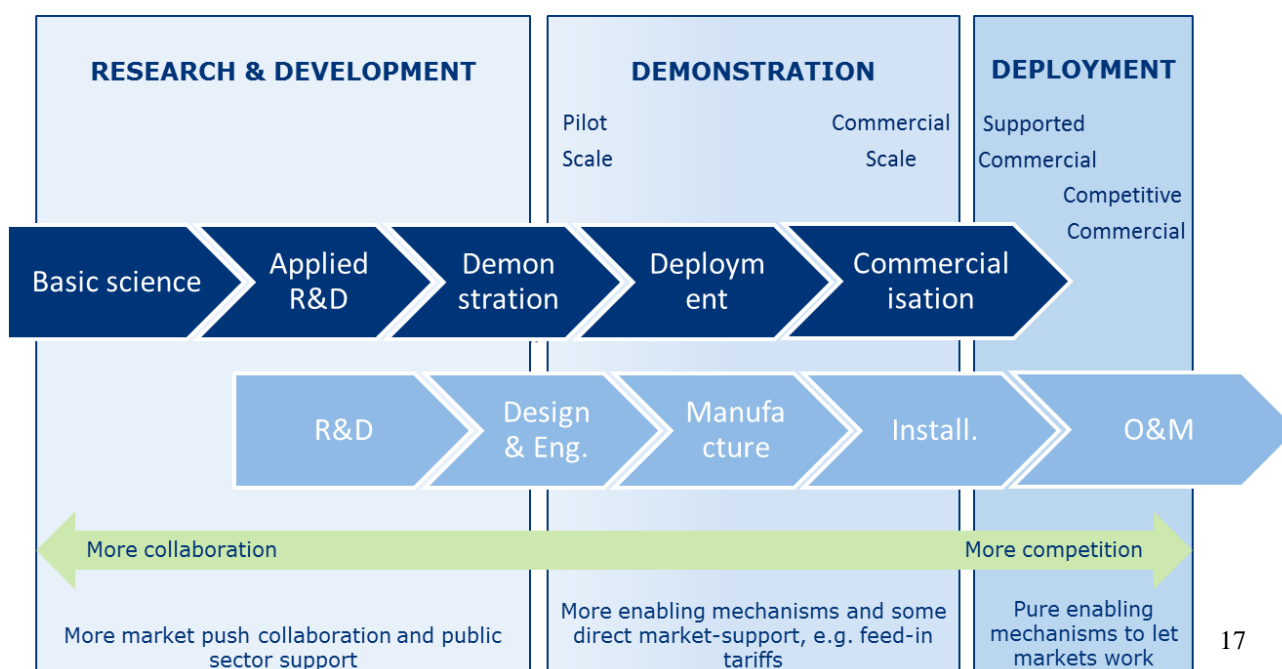 RESEARCH & DEVELOPMENT
DEMONSTRATION
DEPLOYMENT
Pilot
Scale
Commercial
Scale
Supported
Commercial
Competitive
Commercial
Basic science
Applied
R&D
Demon
stration
Deploym
ent
Commercial
isation
R&D
Design
& Eng.
Manufa
cture
Install.
O&M
More collaboration
More competition
More market push collaboration and public
sector support
More enabling mechanisms and some
direct market-support, e.g. feed-in
tariffs
Pure enabling
mechanisms to let
markets work
17